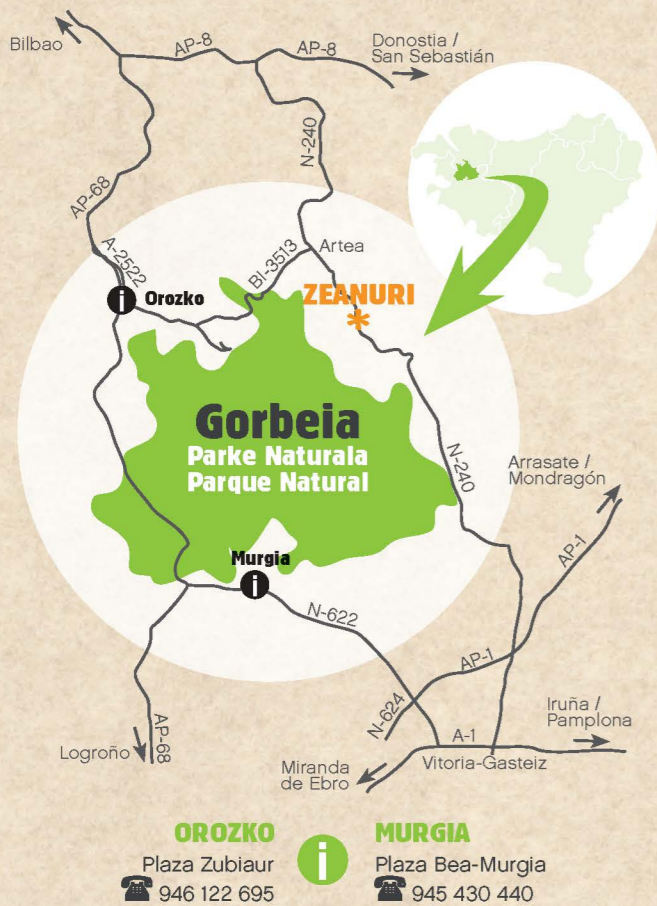 Bilbao
AP-8
AP-8
Donostia /
San Sebastián
N-240
AP-68
A-2522
BI-3513
Artea
i
Orozko
ZEANURI
*
Gorbeia
Parke Naturala
Parque Natural
N-240
Arrasate /
Mondragón
AP-1
Murgia
i
N-622
AP-1
N-624
Iruña /
Pamplona
AP-68
A-1
Logroño
Miranda
de Ebro
Vitoria-Gasteiz
OROZKO
Plaza Zubiaur
946 122 695
i
MURGIA
Plaza Bea-Murgia
945 430 440